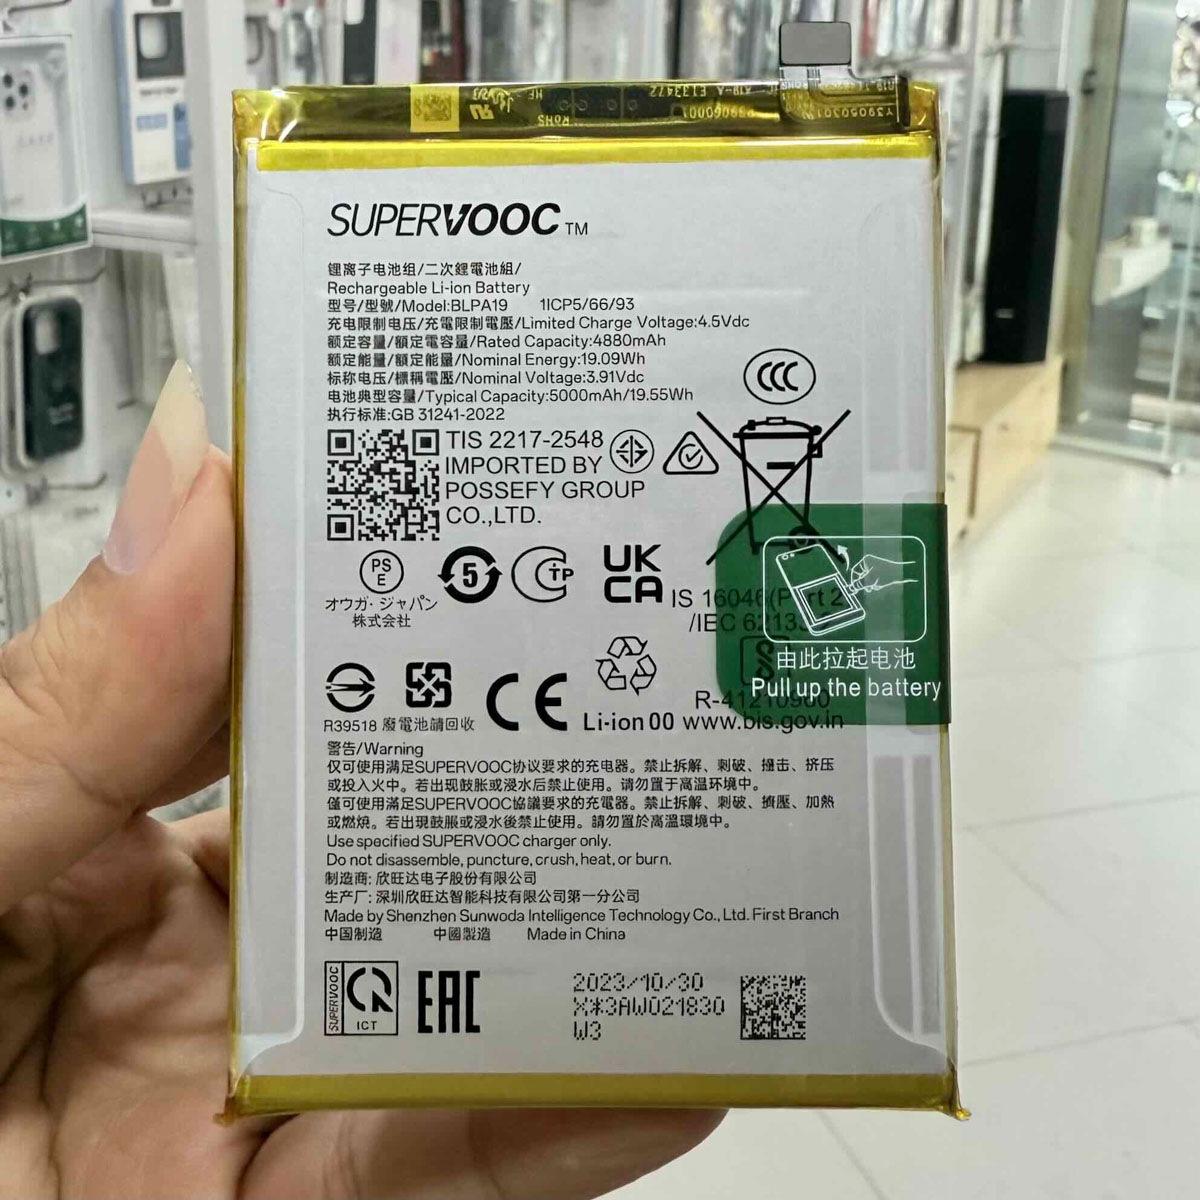 SUPERVOOC™
锂离子电池组/二次鋰電池組/
Rechargeable Li-ion Battery
型号/型號/Model:BLPA19 1ICP5/66/93
充电限制电压/充電限制電壓/Limited Charge Voltage:4.5Vdc
额定容量/額定電容量/Rated Capacity:4880mAh
额定能量/額定能量/Nominal Energy:19.09Wh
标称电压/標稱電壓/Nominal Voltage:3.91Vdc
电池典型容量/Typical Capacity:5000mAh/19.55Wh
执行标准:GB 31241-2022
CCC
TIS 2217-2548
IMPORTED BY
POSSEFY GROUP
CO.,LTD.
PS
E
オウガ・ジャパン
株式会社
5
TP
UK
CA
IS 16046(Part 2)
/IEC 62133-2
R-41210960
www.bis.gov.in
由此拉起电池
Pull up the battery
R39518
廢電池請回收
CE
Li-ion 00
警告/Warning
仅可使用满足SUPERVOOC协议要求的充电器。禁止拆解、刺破、撞击、挤压
或投入火中。若出现鼓胀或浸水后禁止使用。请勿置于高温环境中。
僅可使用滿足SUPERVOOC協議要求的充電器。禁止拆解、刺破、擠壓、加熱
或燃燒。若出現鼓脹或浸水後禁止使用。請勿置於高溫環境中。
Use specified SUPERVOOC charger only.
Do not disassemble, puncture, crush, heat, or burn.
制造商: 欣旺达电子股份有限公司
生产厂: 深圳欣旺达智能科技有限公司第一分公司
Made by Shenzhen Sunwoda Intelligence Technology Co., Ltd. First Branch
中国制造 中國製造 Made in China
SUPERVOOC
ICT
EAC
2023/10/30
X*3AW021830
W3